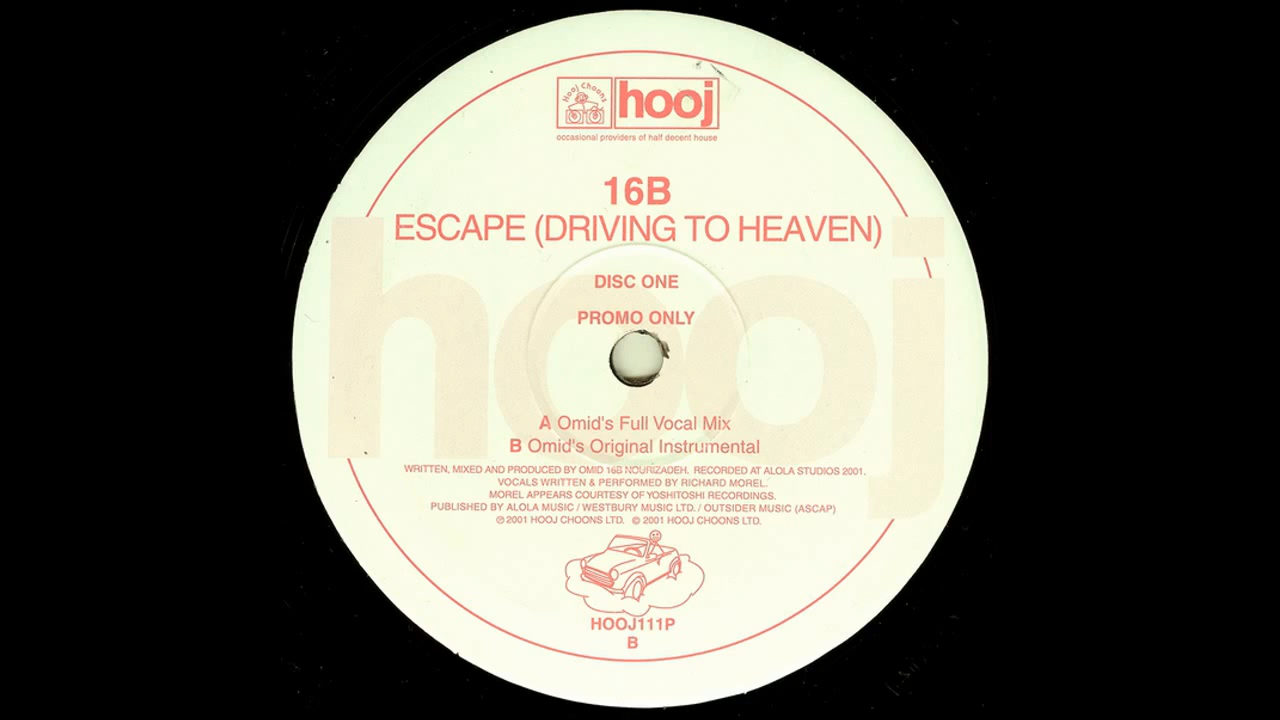 Hooj Choons
hooj
occasional providers of half decent house
16B
ESCAPE (DRIVING TO HEAVEN)
hooj
DISC ONE
PROMO ONLY
A Omid's Full Vocal Mix
B Omid's Original Instrumental
WRITTEN, MIXED AND PRODUCED BY OMID 16B NOURIZADEH. RECORDED AT ALOLA STUDIOS 2001.
VOCALS WRITTEN & PERFORMED BY RICHARD MOREL.
MOREL APPEARS COURTESY OF YOSHITOSHI RECORDINGS.
PUBLISHED BY ALOLA MUSIC / WESTBURY MUSIC LTD. / OUTSIDER MUSIC (ASCAP)
℗ 2001 HOOJ CHOONS LTD. © 2001 HOOJ CHOONS LTD.
HOOJ111P
B